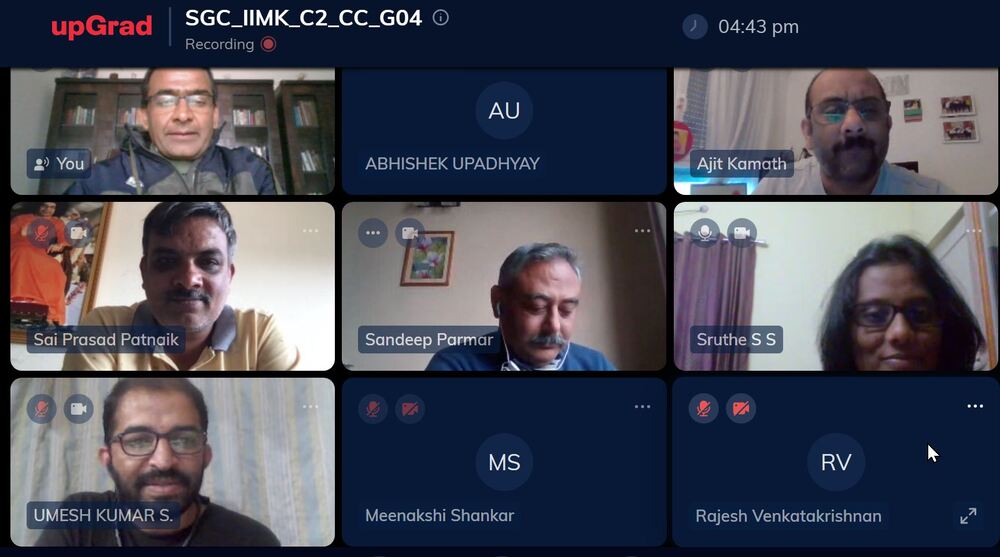 upGrad
SGC_IIMK_C2_CC_G04
Recording
04:43 pm
You
AU
ABHISHEK UPADHYAY
Ajit Kamath
Sai Prasad Patnaik
Sandeep Parmar
Sruthe S S
UMESH KUMAR S.
MS
Meenakshi Shankar
RV
Rajesh Venkatakrishnan